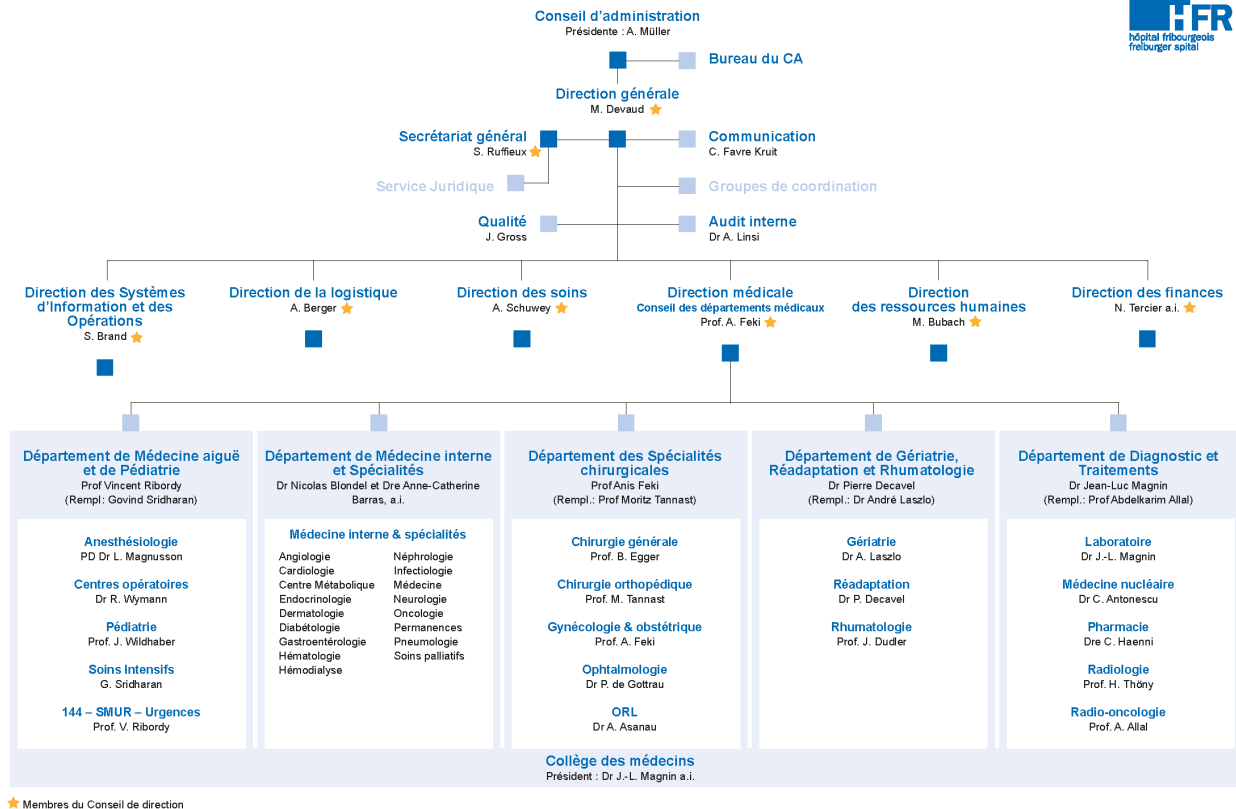 HFR
hôpital fribourgeois
freiburger spital
Conseil d’administration
Présidente : A. Müller
Bureau du CA
Direction générale
M. Devaud
Secrétariat général
S. Ruffieux
Communication
C. Favre Kruit
Service Juridique
Groupes de coordination
Qualité
J. Gross
Audit interne
Dr A. Linsi
Direction des Systèmes
d’Information et des
Opérations
S. Brand
Direction de la logistique
A. Berger
Direction des soins
A. Schuwey
Direction médicale
Conseil des départements médicaux
Prof. A. Feki
Direction
des ressources humaines
M. Bubach
Direction des finances
N. Tercier a.i.
Département de Médecine aiguë
et de Pédiatrie
Prof Vincent Ribordy
(Rempl: Govind Sridharan)
Anesthésiologie
PD Dr L. Magnusson
Centres opératoires
Dr R. Wymann
Pédiatrie
Prof. J. Wildhaber
Soins Intensifs
G. Sridharan
144 – SMUR – Urgences
Prof. V. Ribordy
Département de Médecine interne
et Spécialités
Dr Nicolas Blondel et Dre Anne-Catherine
Barras, a.i.
Médecine interne & spécialités
Angiologie
Cardiologie
Centre Métabolique
Endocrinologie
Dermatologie
Diabétologie
Gastroentérologie
Hématologie
Hémodialyse
Néphrologie
Infectiologie
Médecine
Neurologie
Oncologie
Permanences
Pneumologie
Soins palliatifs
Département des Spécialités
chirurgicales
Prof Anis Feki
(Rempl.: Prof Moritz Tannast)
Chirurgie générale
Prof. B. Egger
Chirurgie orthopédique
Prof. M. Tannast
Gynécologie & obstétrique
Prof. A. Feki
Ophtalmologie
Dr P. de Gottrau
ORL
Dr A. Asanau
Département de Gériatrie,
Réadaptation et Rhumatologie
Dr Pierre Decavel
(Rempl.: Dr André Laszlo)
Gériatrie
Dr A. Laszlo
Réadaptation
Dr P. Decavel
Rhumatologie
Prof. J. Dudler
Département de Diagnostic et
Traitements
Dr Jean-Luc Magnin
(Rempl.: Prof Abdelkarim Allal)
Laboratoire
Dr J.-L. Magnin
Médecine nucléaire
Dr C. Antonescu
Pharmacie
Dre C. Haenni
Radiologie
Prof. H. Thöny
Radio-oncologie
Prof. A. Allal
Collège des médecins
Président : Dr J.-L. Magnin a.i.
Membres du Conseil de direction